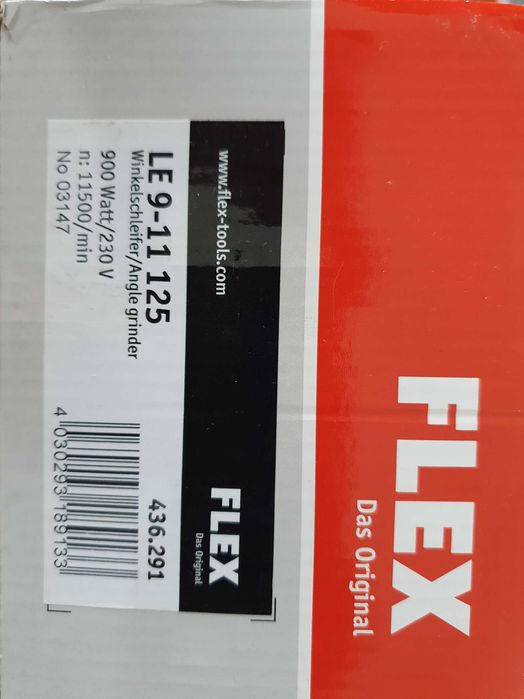 FLEX
Das Original
www.flex-tools.com
FLEX
Das Original
LE 9-11 125
436.291
Winkelschleifer/Angle grinder
900 Watt/230 V
n: 11500/min
No 03147
4 030293 189133